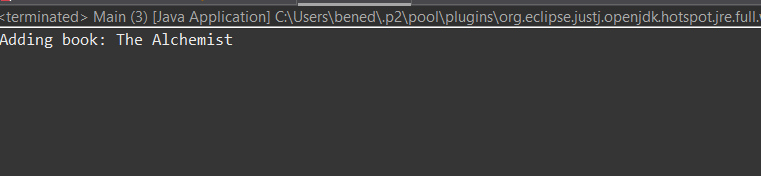 <terminated> Main (3) [Java Application] C:\Users\bened\.p2\pool\plugins\org.eclipse.justj.openjdk.hotspot.jre.full.
Adding book: The Alchemist